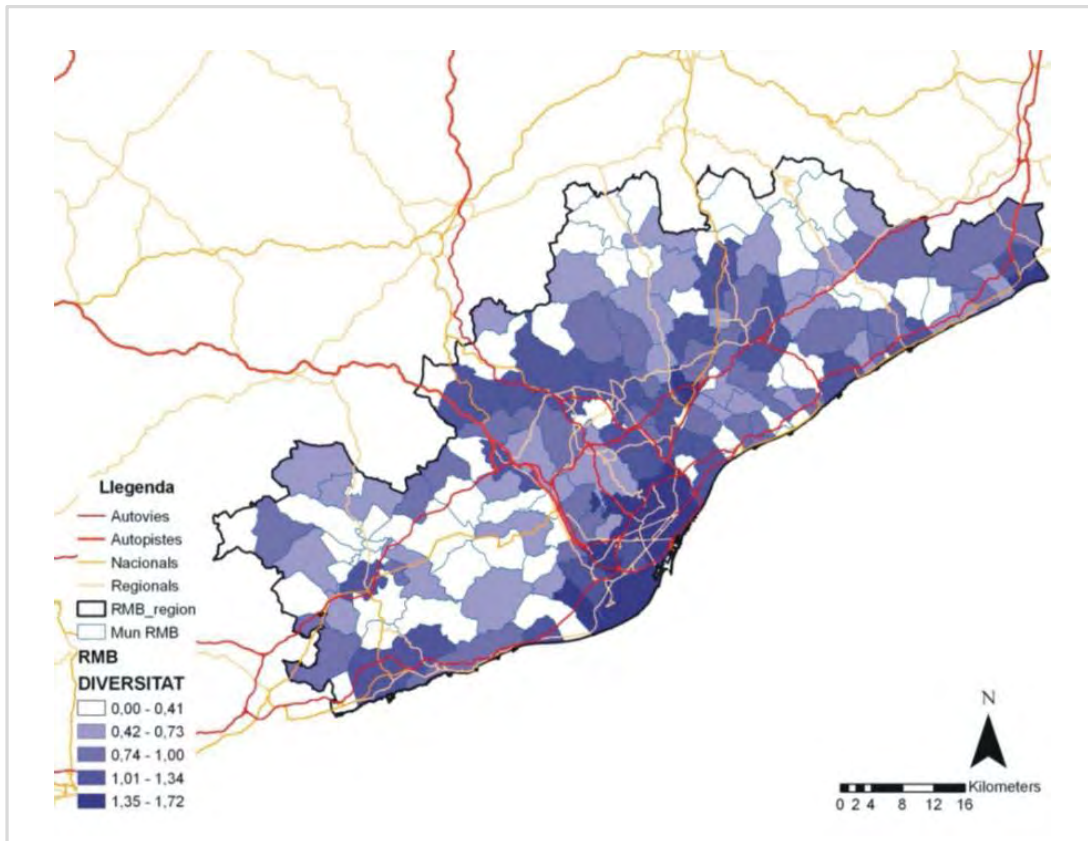 Llegenda
Autovies
Autopistes
Nacionals
Regionals
RMB_region
Mun RMB
RMB
DIVERSITAT
0,00 - 0,41
0,42 - 0,73
0,74 - 1,00
1,01 - 1,34
1,35 - 1,72
N
Kilometers
0 2 4 8 12 16